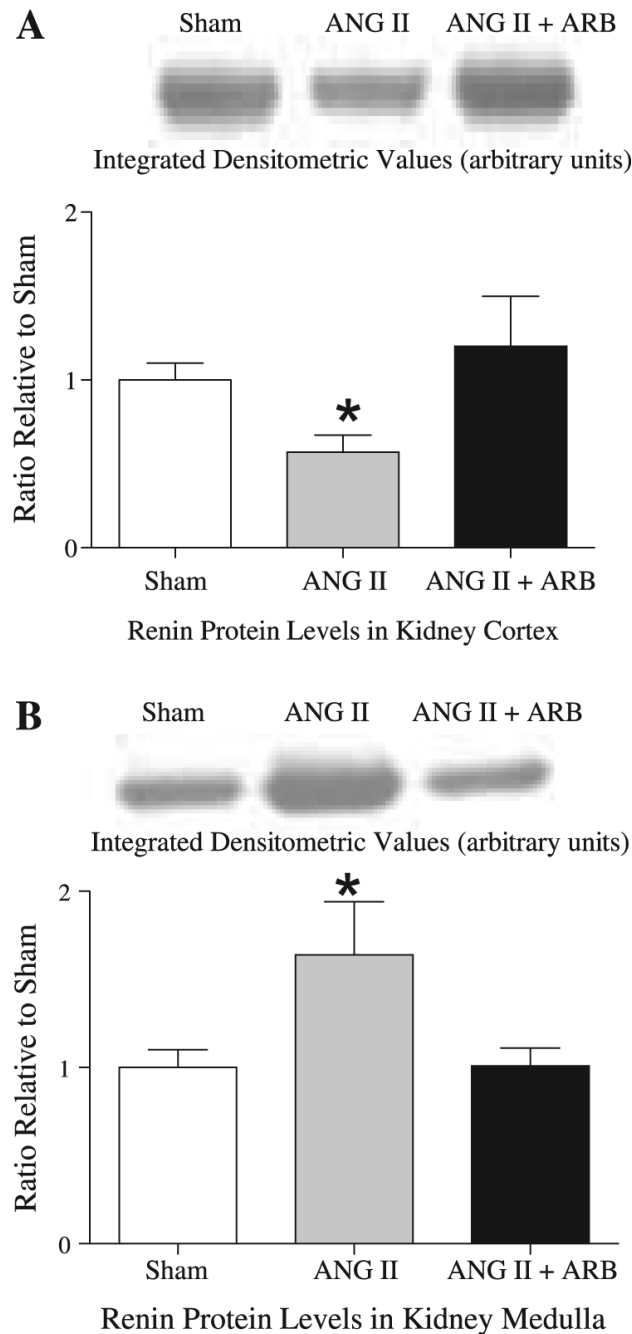 A
Sham ANG II ANG II + ARB
Integrated Densitometric Values (arbitrary units)
Ratio Relative to Sham
2
1
*
0
Sham ANG II ANG II + ARB
Renin Protein Levels in Kidney Cortex
B
Sham ANG II ANG II + ARB
Integrated Densitometric Values (arbitrary units)
Ratio Relative to Sham
2
*
1
0
Sham ANG II ANG II + ARB
Renin Protein Levels in Kidney Medulla